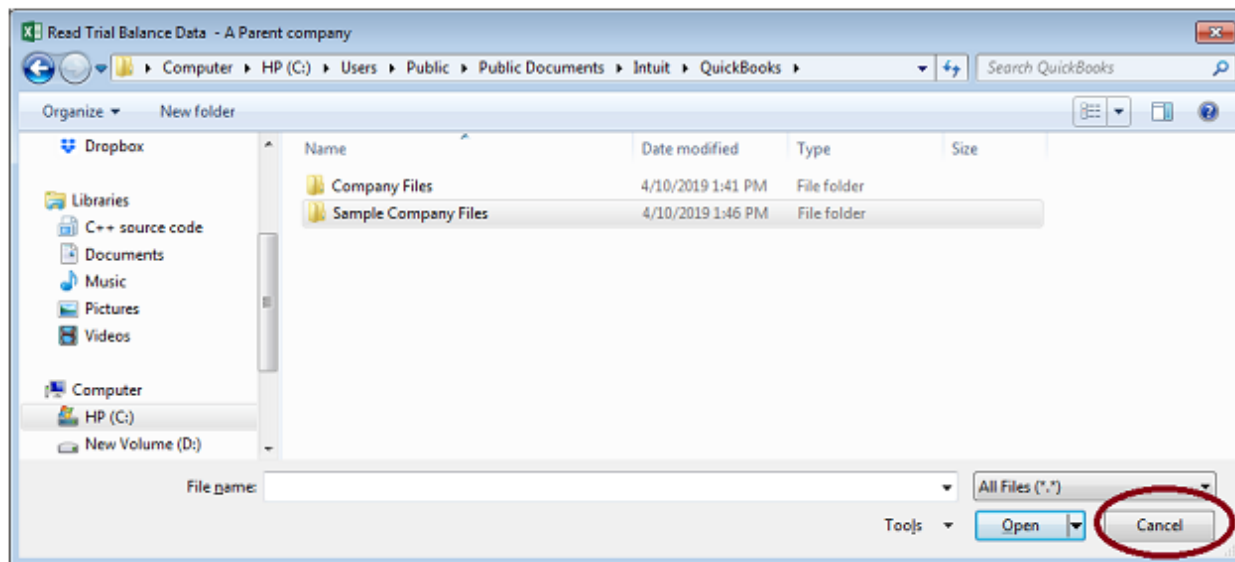 Read Trial Balance Data - A Parent company
Computer HP (C:) Users Public Public Documents Intuit QuickBooks Search QuickBooks
Organize New folder
Dropbox
Libraries
C++ source code
Documents
Music
Pictures
Videos
Computer
HP (C:)
New Volume (D:)
Name Date modified Type Size
Company Files 4/10/2019 1:41 PM File folder
Sample Company Files 4/10/2019 1:46 PM File folder
File name: All Files (*.*)
Tools Open Cancel